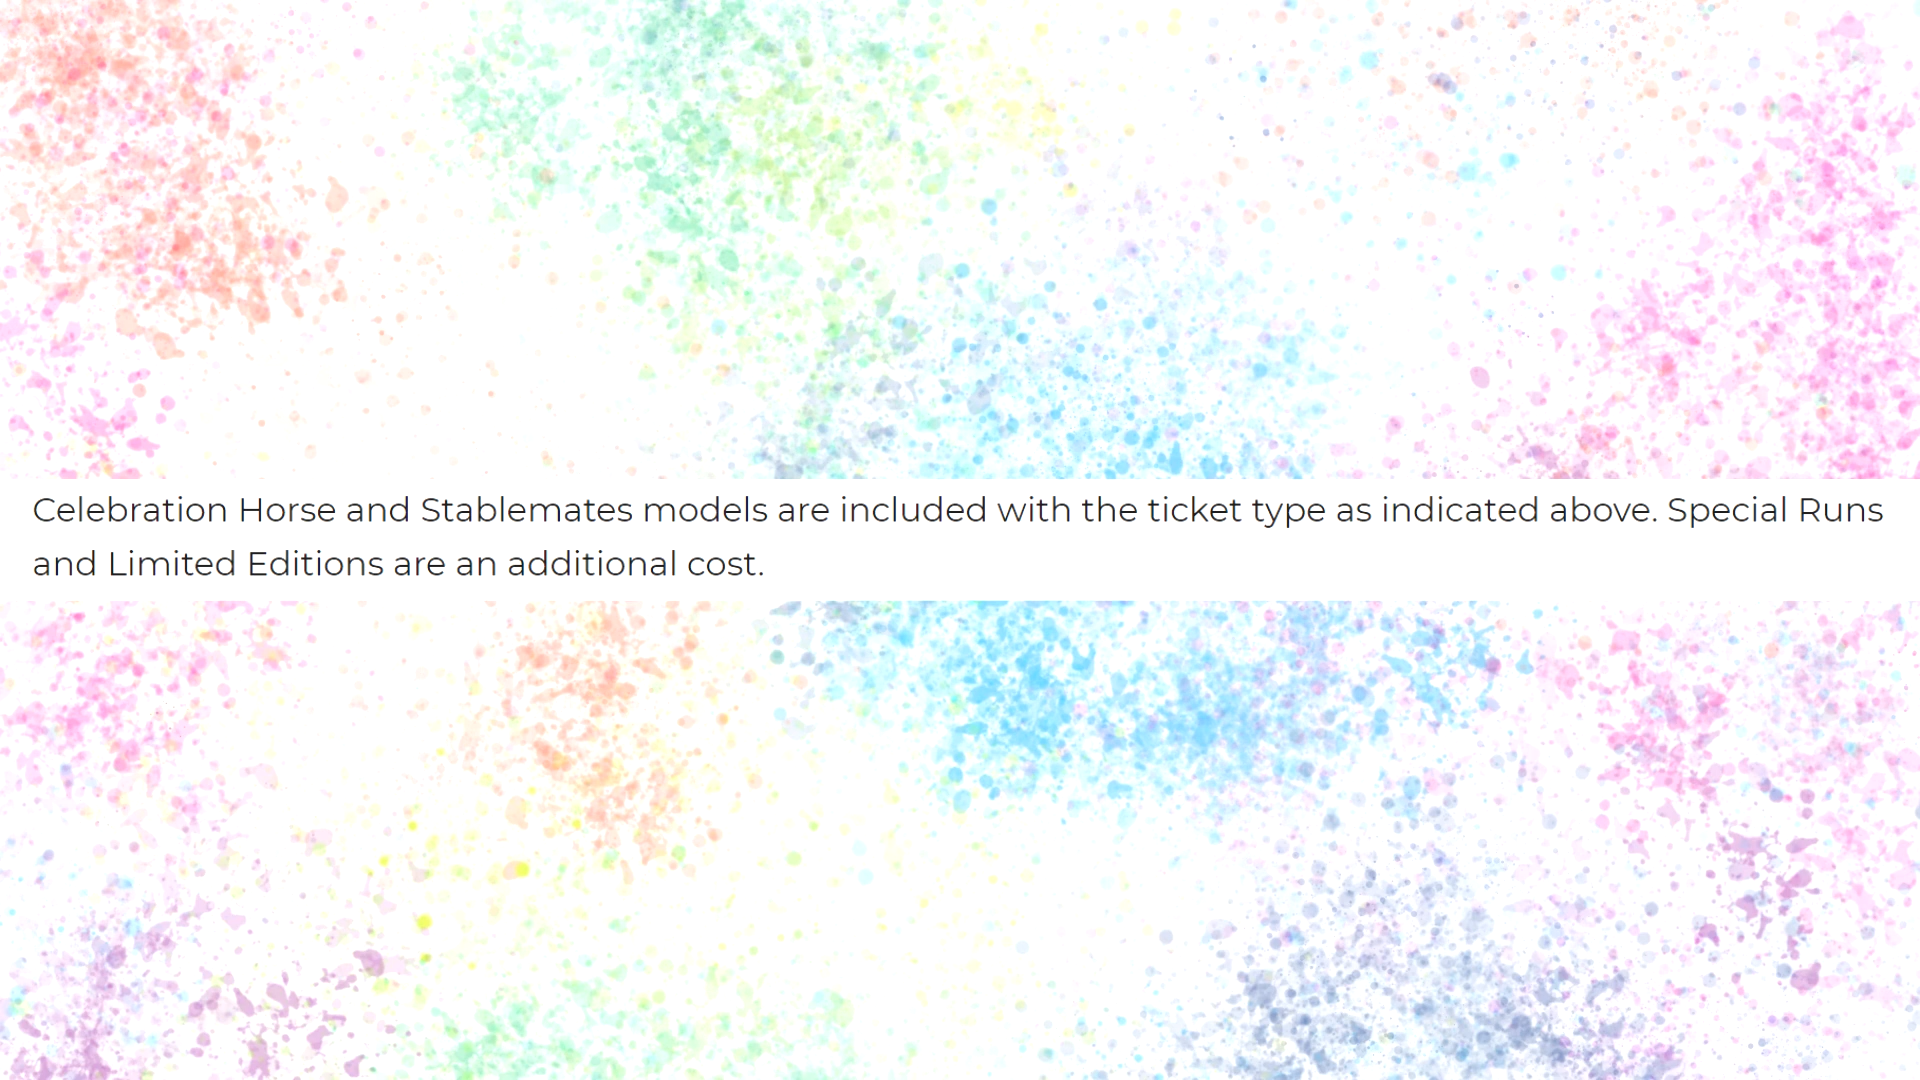 Celebration Horse and Stablemates models are included with the ticket type as indicated above. Special Runs
and Limited Editions are an additional cost.